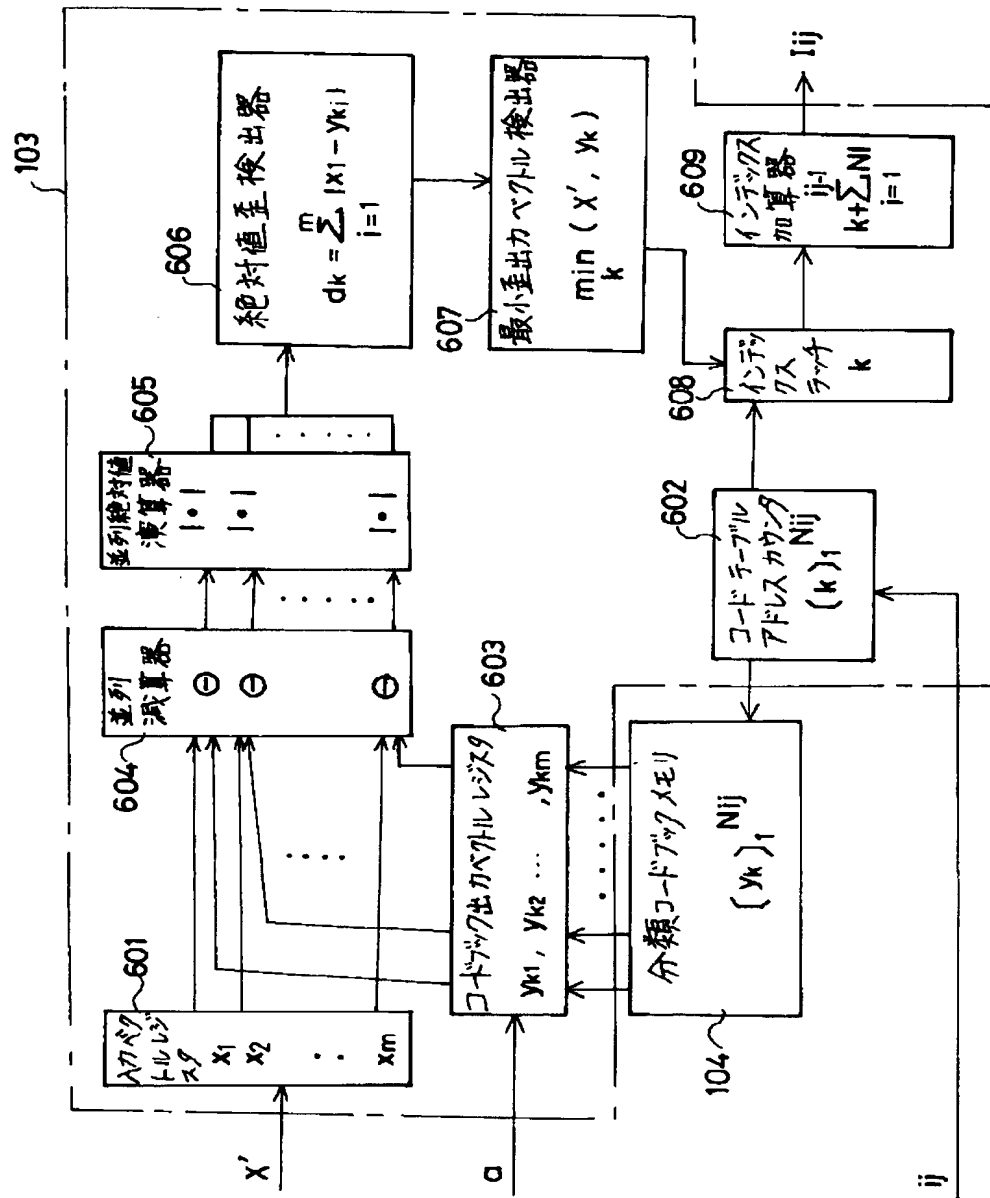 103
X'
a
ij
601
入力ベク
トルレジ
スタ
x1
x2
・・
xm
604
並列
減算器
⊖
⊖
⊖
・・・・
605
並列絶対値
演算器
|•|
|•|
|•|
・・・・・
・・・・・
606
絶対値歪検出器
dk = m∑i=1 |x1-yki|
607
最小歪出力ベクトル検出器
min (X', yk)
k
603
コードブック出力ベクトルレジスタ
yk1, yk2 ... ,ykm
・・・・・
104
分類コードブックメモリ
(yk)1 Nij
602
コードテーブル
アドレスカウンタ
(k)1 Nij
608
インデッ
クス
ラッチ
k
609
インデックス
加算器
ij-1
k+∑Nl
i=1
Iij